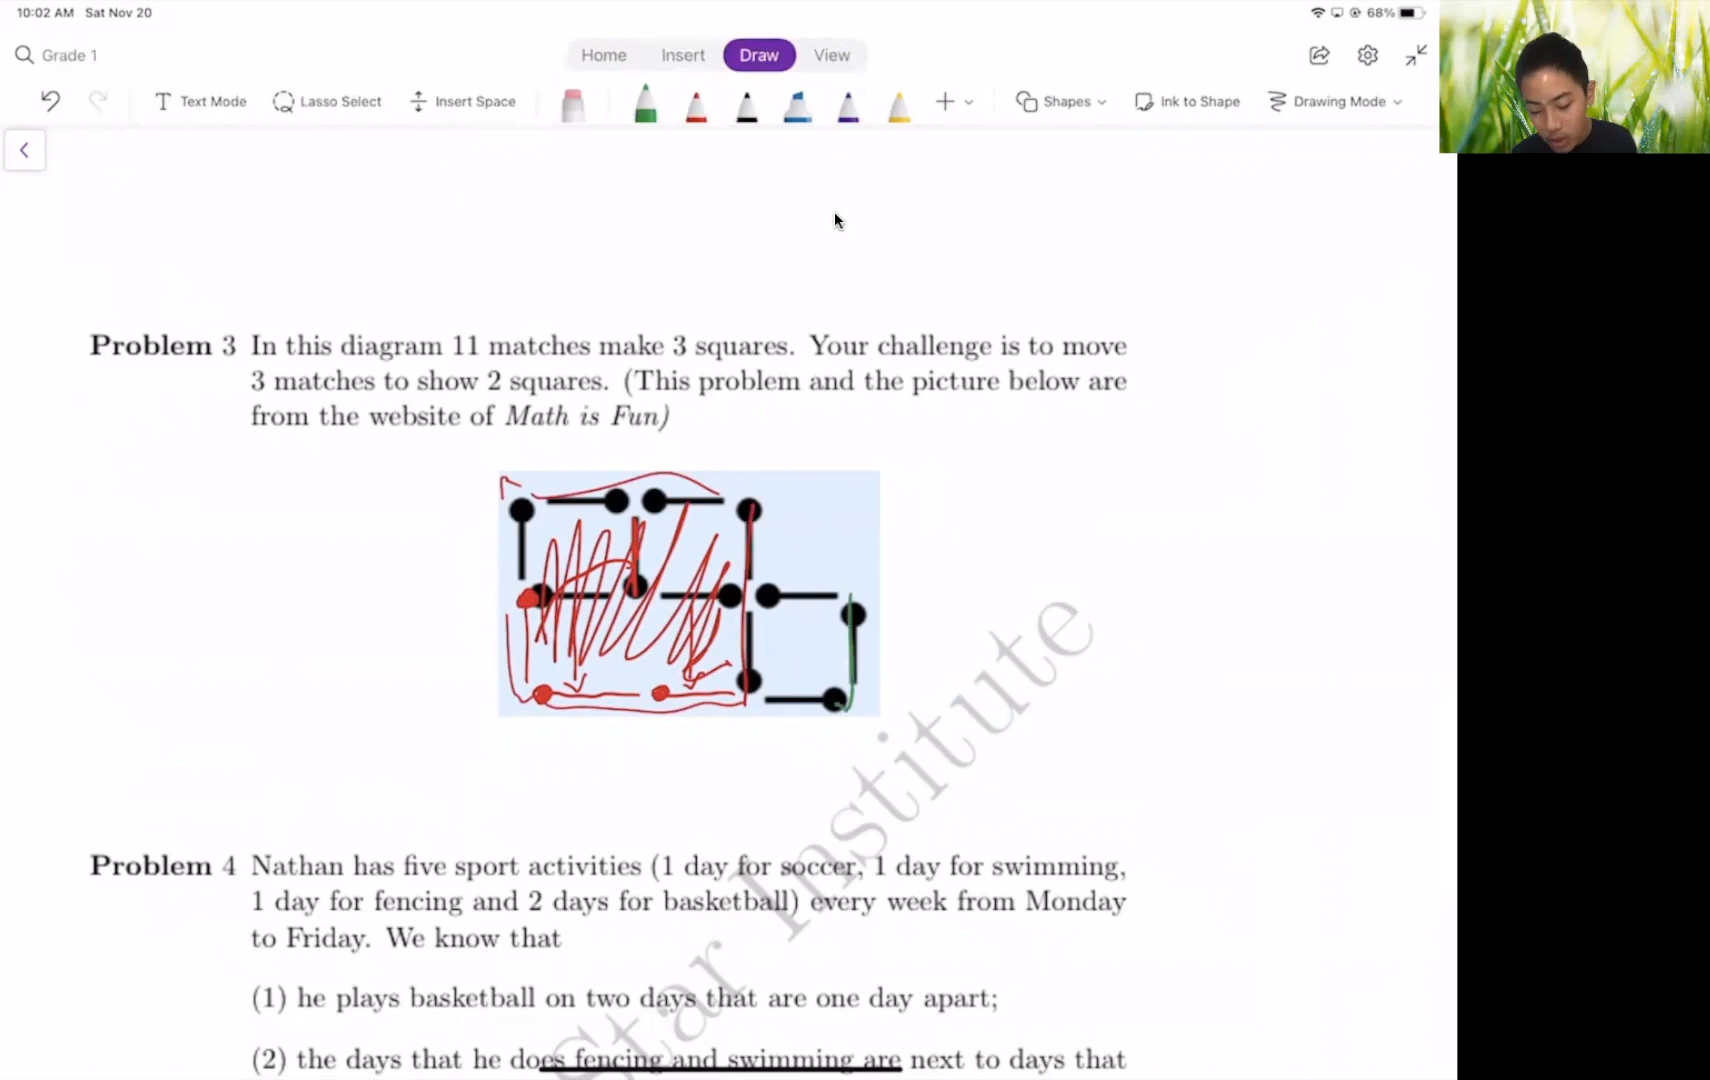 10:02 AM Sat Nov 20
68%
Grade 1
Home Insert Draw View
Text Mode Lasso Select Insert Space Shapes Ink to Shape Drawing Mode
Problem 3 In this diagram 11 matches make 3 squares. Your challenge is to move
3 matches to show 2 squares. (This problem and the picture below are
from the website of Math is Fun)
Problem 4 Nathan has five sport activities (1 day for soccer, 1 day for swimming,
1 day for fencing and 2 days for basketball) every week from Monday
to Friday. We know that
(1) he plays basketball on two days that are one day apart;
(2) the days that he does fencing and swimming are next to days that
Star Institute